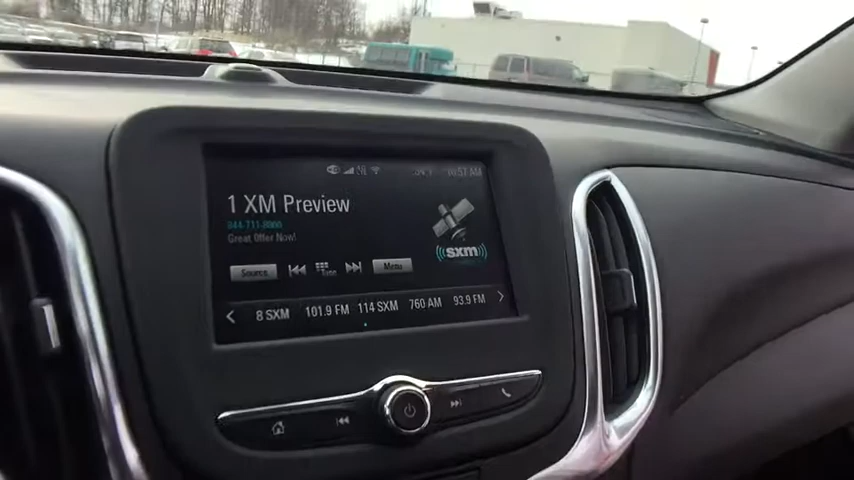 1 XM Preview
Great Offer Now!
sxm
Source
Tune
Menu
8 SXM 101.9 FM 114 SXM 760 AM 93.9 FM